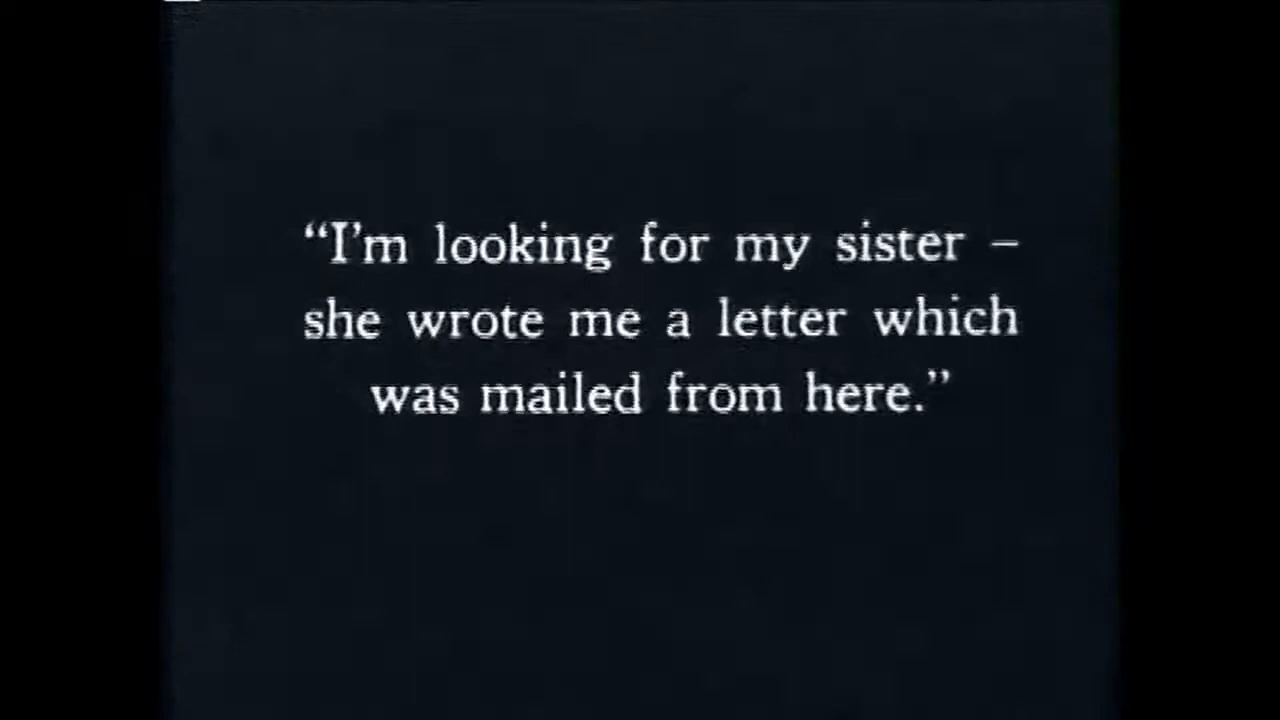 “I’m looking for my sister –
she wrote me a letter which
was mailed from here.”